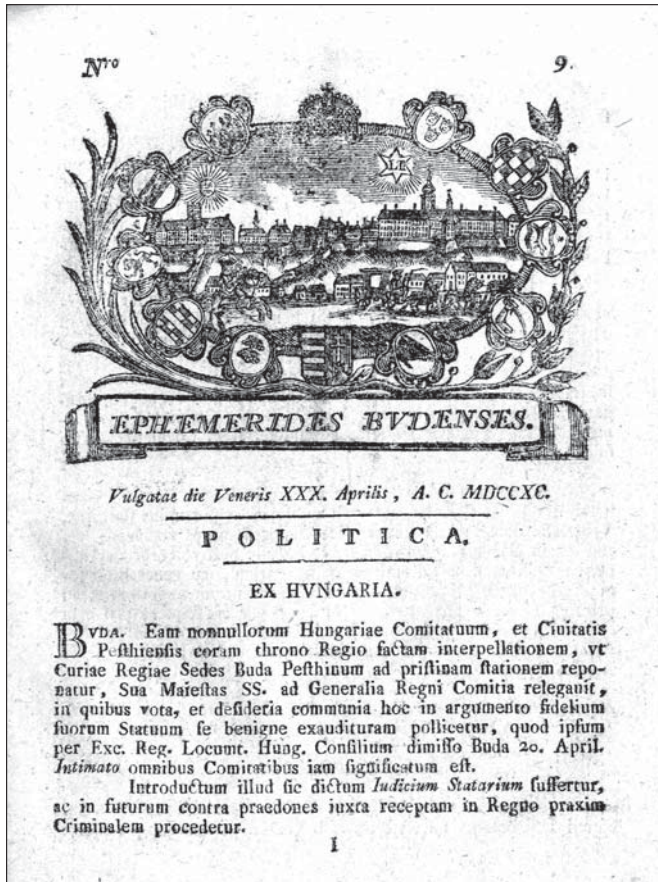 Nro 9.
LE
EPHEMERIDES BVDENSES.
Vulgatae die Veneris XXX. Aprilis, A. C. MDCCXC.
POLITICA.
EX HVNGARIA.
BVDA. Eam nonnullorum Hungariae Comitatuum, et Ciuitatis
Pesthiensis coram throno Regio factam interpellationem, vt
Curiae Regiae Sedes Buda Pesthinum ad pristinam stationem repo-
natur, Sua Maiestas SS. ad Generalia Regni Comitia relegauit,
in quibus vota, et desideria communia hoc in argumento fidelium
suorum Statuum se benigne exaudituram pollicetur, quod ipsum
per Exc. Reg. Locumt. Hung. Consilium dimisso Buda 20. April.
Intimato omnibus Comitatibus iam significatum est.
Introductum illud sic dictum Iudicium Statarium suffertur,
ac in futurum contra praedones iuxta receptam in Regno praxim
Criminalem procedetur.
I